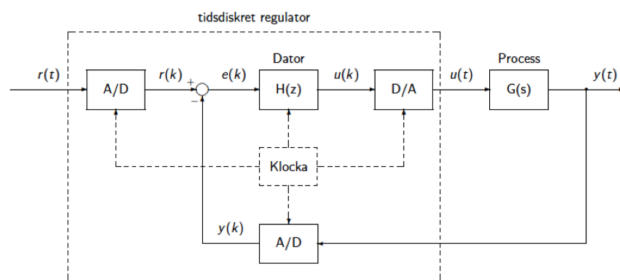 tidsdiskret regulator
Dator
Process
r(t)
r(k)
e(k)
u(k)
u(t)
y(t)
A/D
+
−
H(z)
D/A
G(s)
Klocka
y(k)
A/D